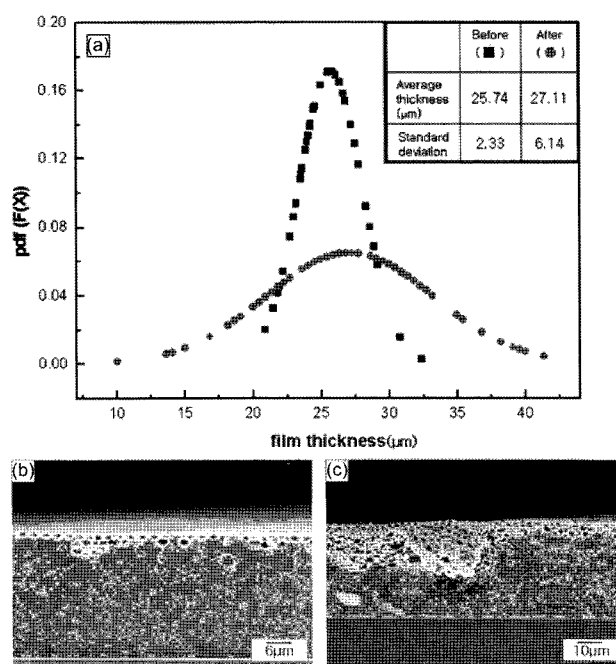 (a)
0.20
0.16
0.12
0.08
0.04
0.00
pdf (F(X))
Before (■)
After (⊕)
Average thickness (μm)
25.74
27.11
Standard deviation
2.33
6.14
10
15
20
25
30
35
40
film thickness(μm)
(b)
6μm
(c)
10μm